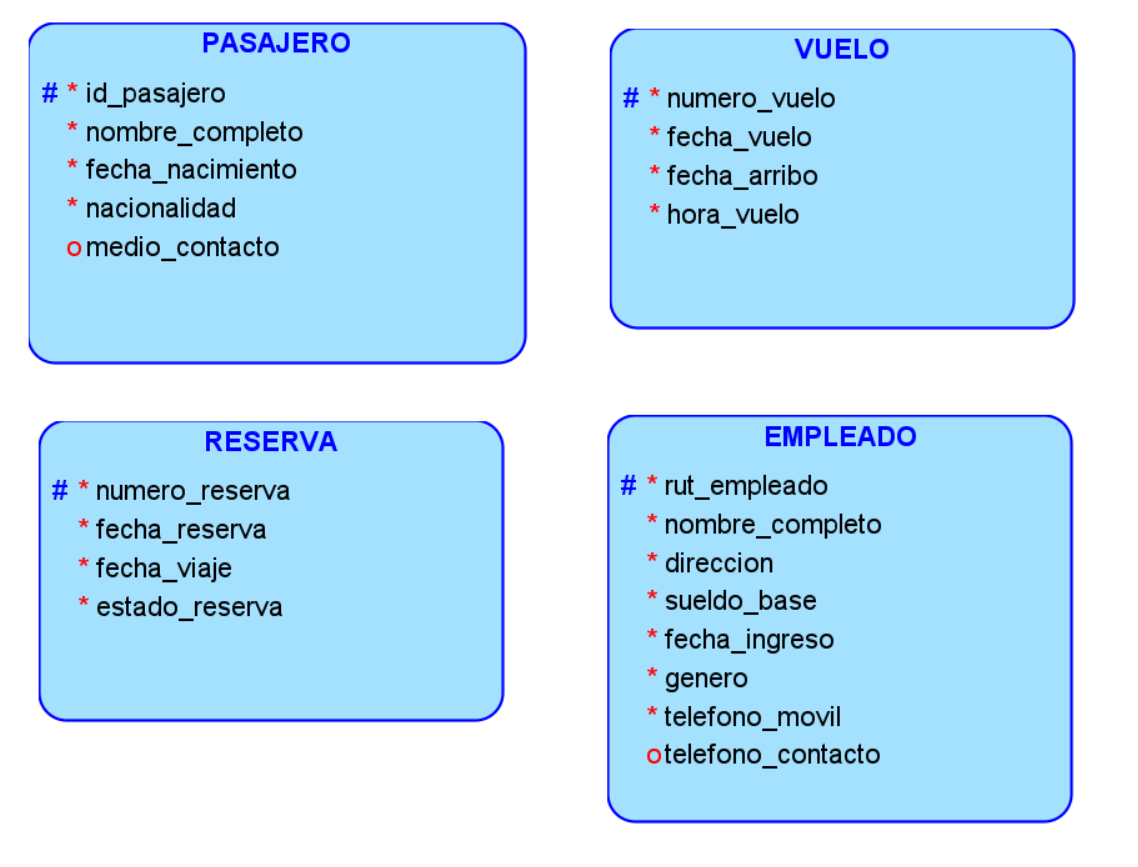 PASAJERO
# * id_pasajero
* nombre_completo
* fecha_nacimiento
* nacionalidad
o medio_contacto
VUELO
# * numero_vuelo
* fecha_vuelo
* fecha_arribo
* hora_vuelo
RESERVA
# * numero_reserva
* fecha_reserva
* fecha_viaje
* estado_reserva
EMPLEADO
# * rut_empleado
* nombre_completo
* direccion
* sueldo_base
* fecha_ingreso
* genero
* telefono_movil
o telefono_contacto